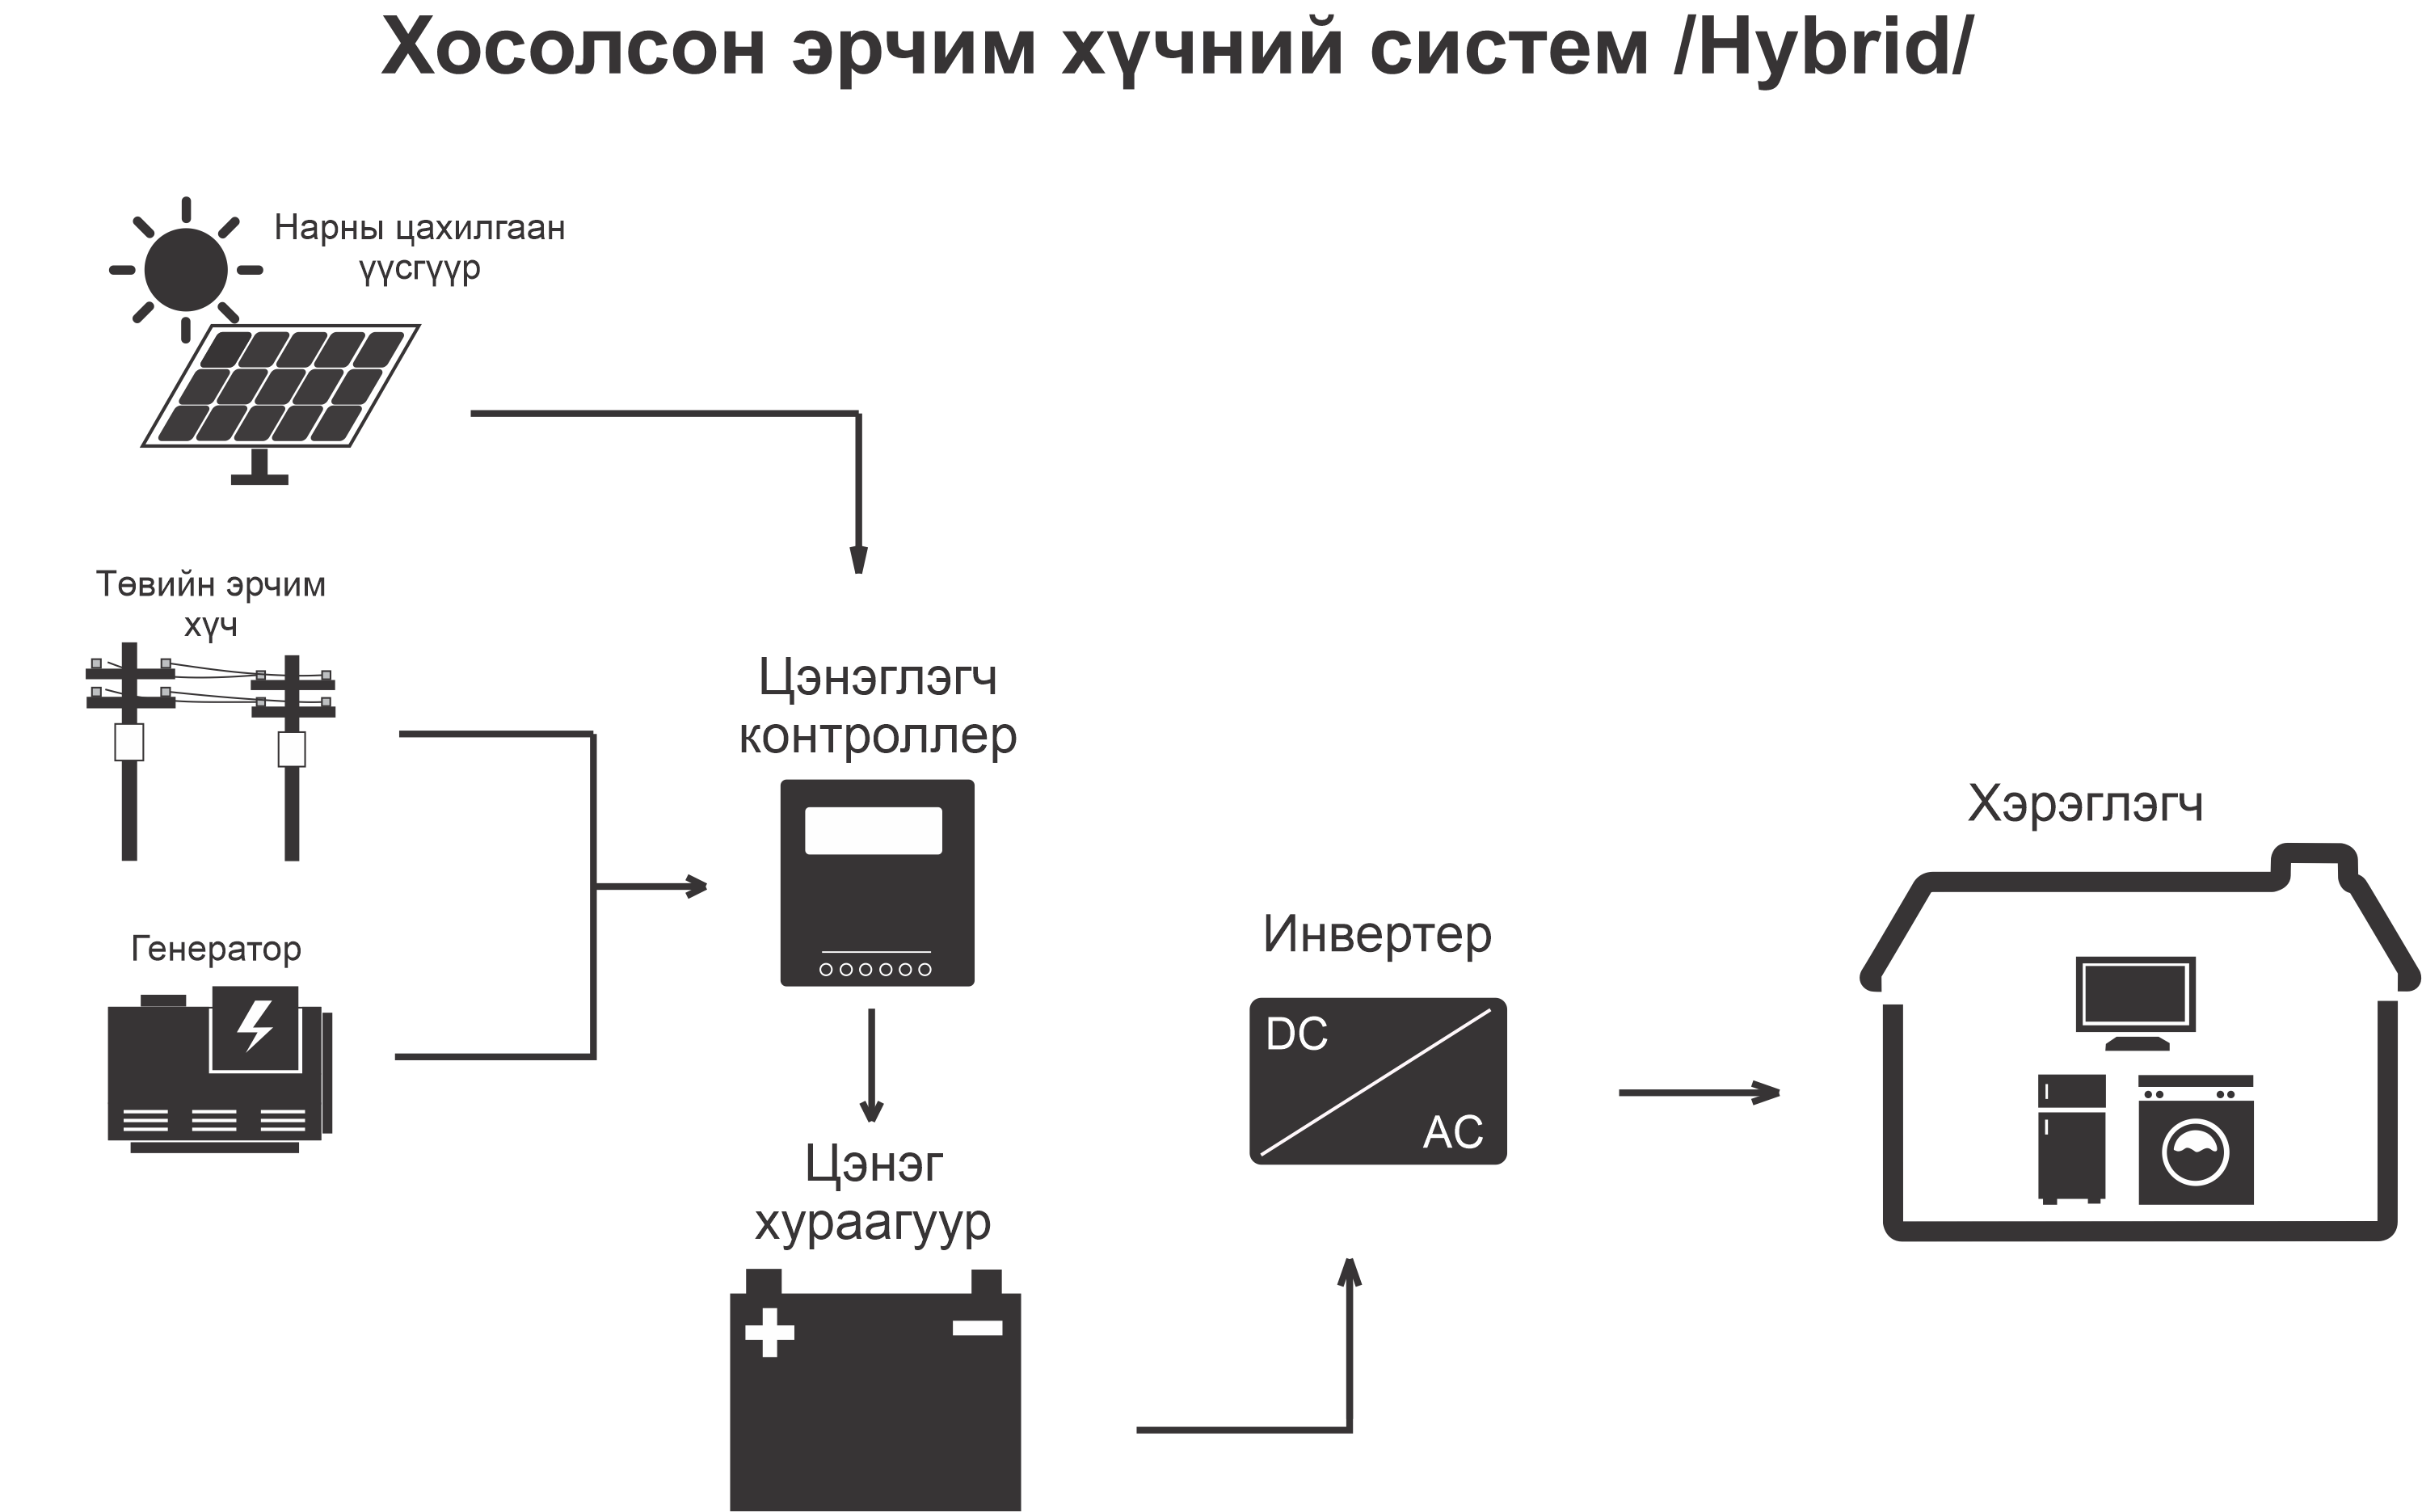 Хосолсон эрчим хүчний систем /Hybrid/
Нарны цахилгаан
үүсгүүр
Төвийн эрчим
хүч
Генератор
Цэнэглэгч
контроллер
Цэнэг
хураагуур
Инвертер
DC
AC
Хэрэглэгч